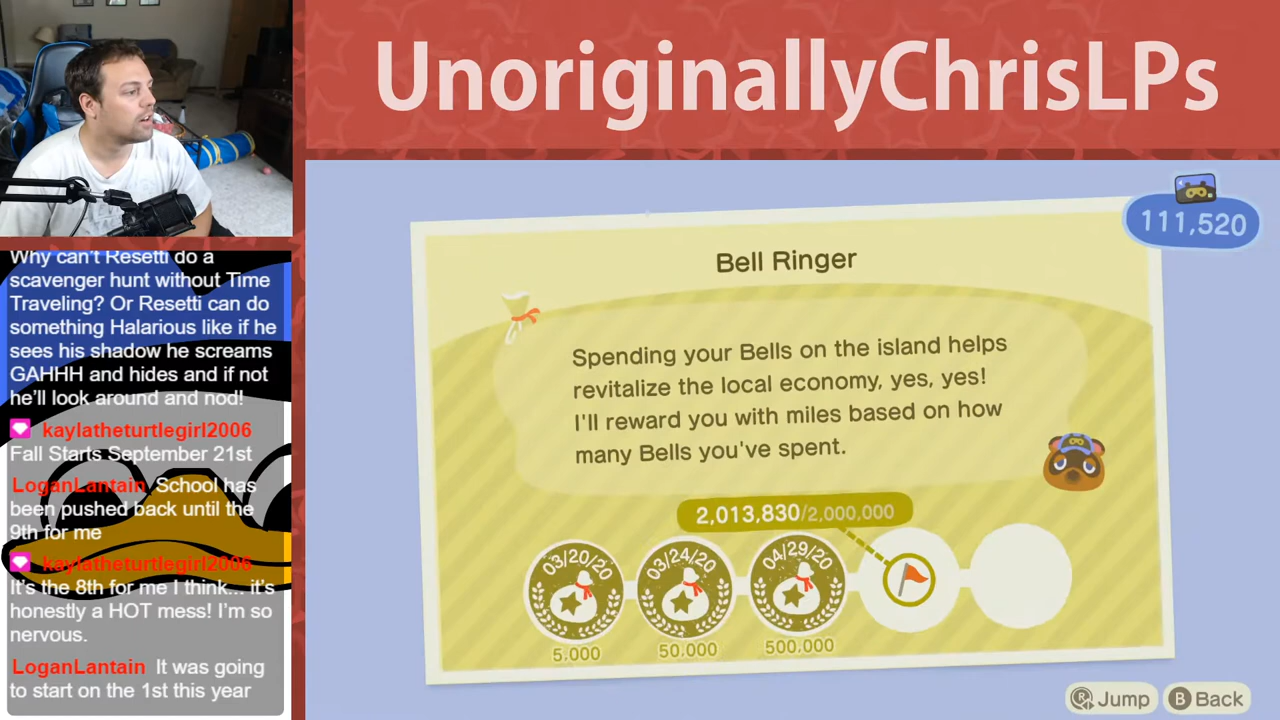 UnoriginallyChrisLPs
111,520
Bell Ringer
Spending your Bells on the island helps
revitalize the local economy, yes, yes!
I'll reward you with miles based on how
many Bells you've spent.
2,013,830/2,000,000
03/20/20
03/24/20
04/29/20
5,000
50,000
500,000
Jump
B Back
Why can't Resetti do a
scavenger hunt without Time
Traveling? Or Resetti can do
something Halarious like if he
sees his shadow he screams
GAHHH and hides and if not
he'll look around and nod!
kaylatheturtlegirl2006
Fall Starts September 21st
LoganLantain School has
been pushed back until the
9th for me
kaylatheturtlegirl2006
It's the 8th for me I think... it's
honestly a HOT mess! I'm so
nervous.
LoganLantain It was going
to start on the 1st this year